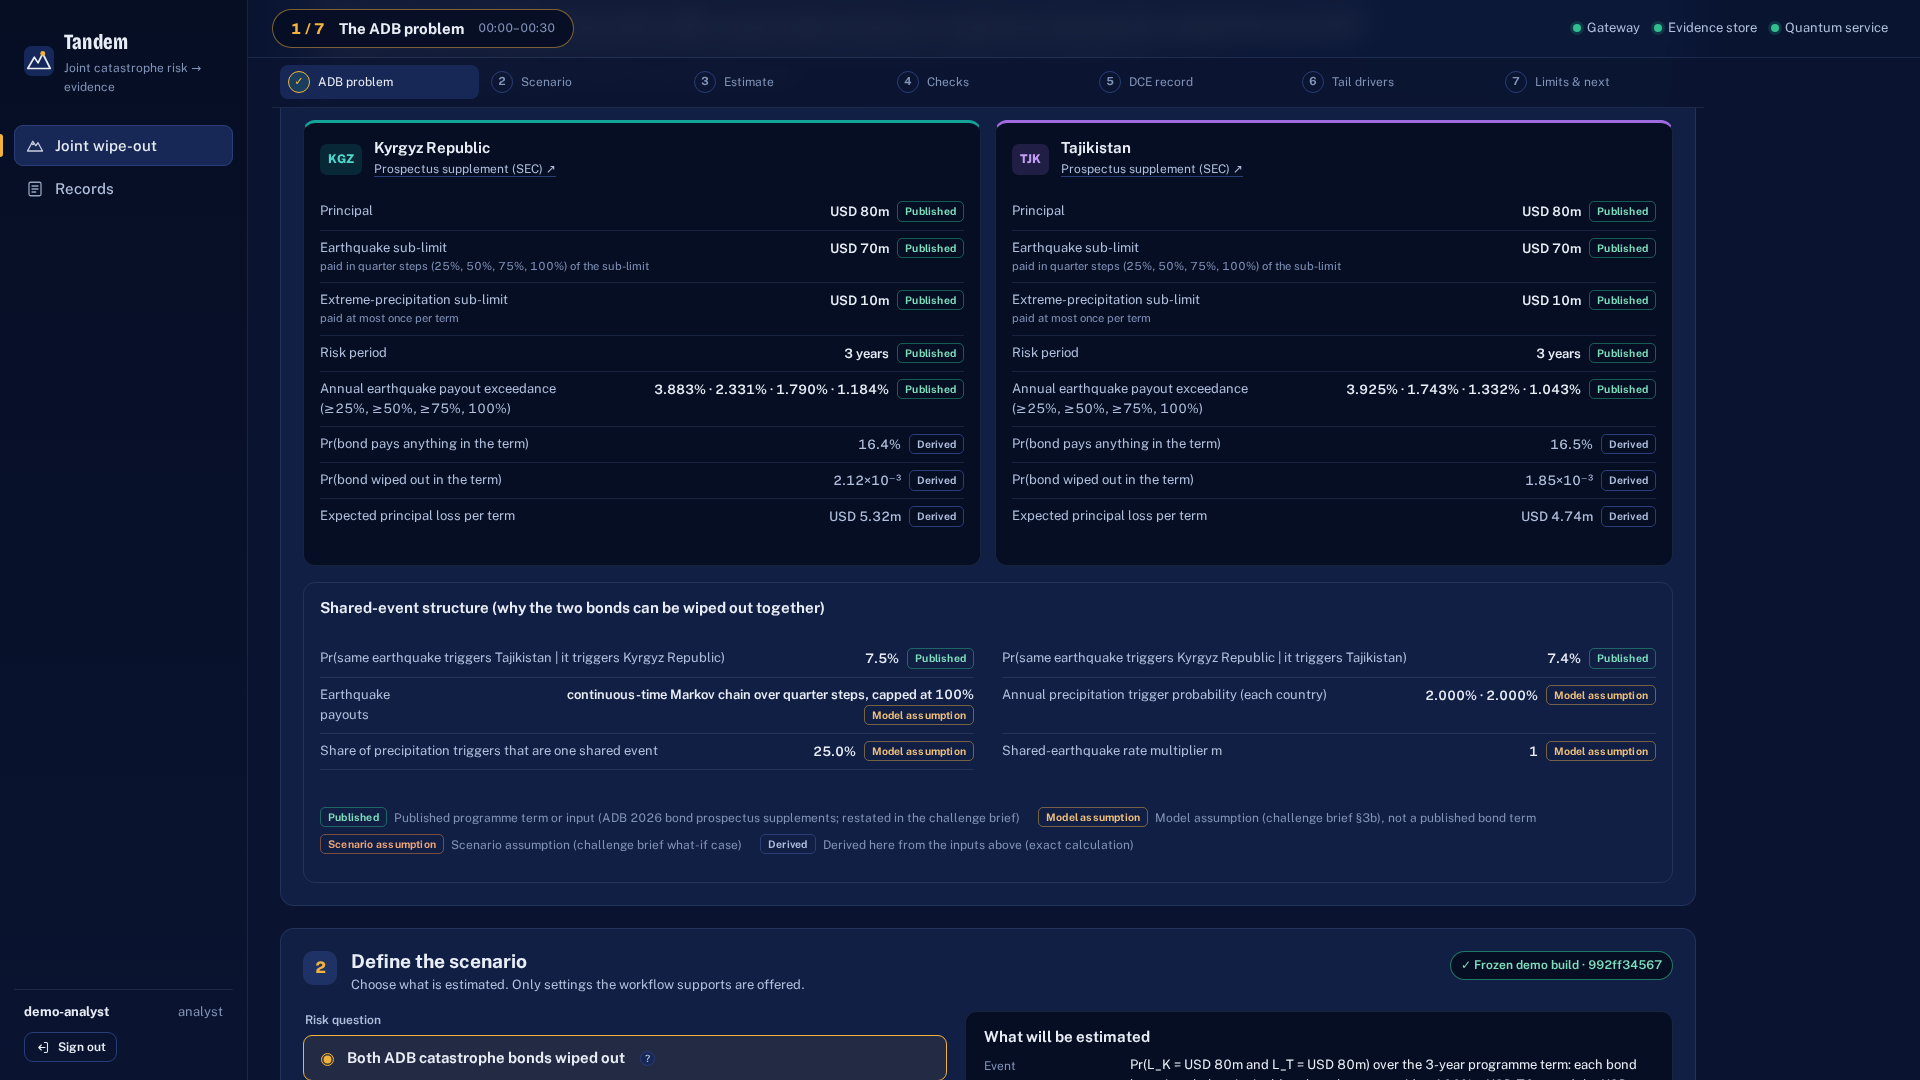 Tandem
Joint catastrophe risk →
evidence
Joint wipe-out
Records
demo-analyst
analyst
Sign out
1 / 7 The ADB problem 00:00–00:30
Gateway Evidence store Quantum service
✓ ADB problem
2 Scenario
3 Estimate
4 Checks
5 DCE record
6 Tail drivers
7 Limits & next
KGZ
Kyrgyz Republic
Prospectus supplement (SEC) ↗
Principal USD 80m Published
Earthquake sub-limit USD 70m Published
paid in quarter steps (25%, 50%, 75%, 100%) of the sub-limit
Extreme-precipitation sub-limit USD 10m Published
paid at most once per term
Risk period 3 years Published
Annual earthquake payout exceedance 3.883% · 2.331% · 1.790% · 1.184% Published
(≥25%, ≥50%, ≥75%, 100%)
Pr(bond pays anything in the term) 16.4% Derived
Pr(bond wiped out in the term) 2.12×10⁻³ Derived
Expected principal loss per term USD 5.32m Derived
TJK
Tajikistan
Prospectus supplement (SEC) ↗
Principal USD 80m Published
Earthquake sub-limit USD 70m Published
paid in quarter steps (25%, 50%, 75%, 100%) of the sub-limit
Extreme-precipitation sub-limit USD 10m Published
paid at most once per term
Risk period 3 years Published
Annual earthquake payout exceedance 3.925% · 1.743% · 1.332% · 1.043% Published
(≥25%, ≥50%, ≥75%, 100%)
Pr(bond pays anything in the term) 16.5% Derived
Pr(bond wiped out in the term) 1.85×10⁻³ Derived
Expected principal loss per term USD 4.74m Derived
Shared-event structure (why the two bonds can be wiped out together)
Pr(same earthquake triggers Tajikistan | it triggers Kyrgyz Republic) 7.5% Published
Pr(same earthquake triggers Kyrgyz Republic | it triggers Tajikistan) 7.4% Published
Earthquake payouts continuous-time Markov chain over quarter steps, capped at 100% Model assumption
Annual precipitation trigger probability (each country) 2.000% · 2.000% Model assumption
Share of precipitation triggers that are one shared event 25.0% Model assumption
Shared-earthquake rate multiplier m 1 Model assumption
Published Published programme term or input (ADB 2026 bond prospectus supplements; restated in the challenge brief) Model assumption Model assumption (challenge brief §3b), not a published bond term
Scenario assumption Scenario assumption (challenge brief what-if case) Derived Derived here from the inputs above (exact calculation)
2 Define the scenario
Choose what is estimated. Only settings the workflow supports are offered.
✓ Frozen demo build · 992ff34567
Risk question
Both ADB catastrophe bonds wiped out ?
What will be estimated
Event Pr(L_K = USD 80m and L_T = USD 80m) over the 3-year programme term: each bond